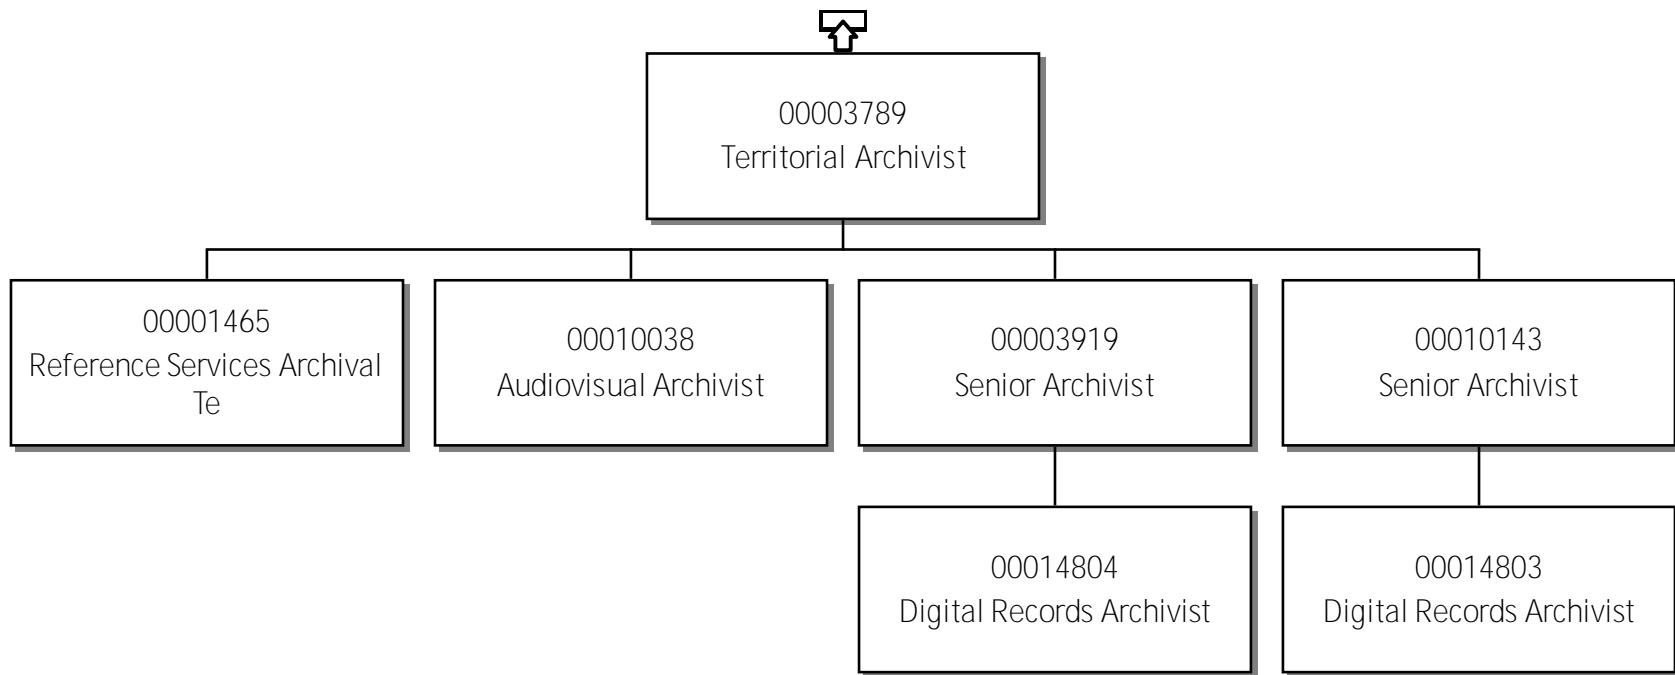 00003789
Territorial Archivist
00001465
Reference Services Archival
Te
00010038
Audiovisual Archivist
00003919
Senior Archivist
00010143
Senior Archivist
00014804
Digital Records Archivist
00014803
Digital Records Archivist